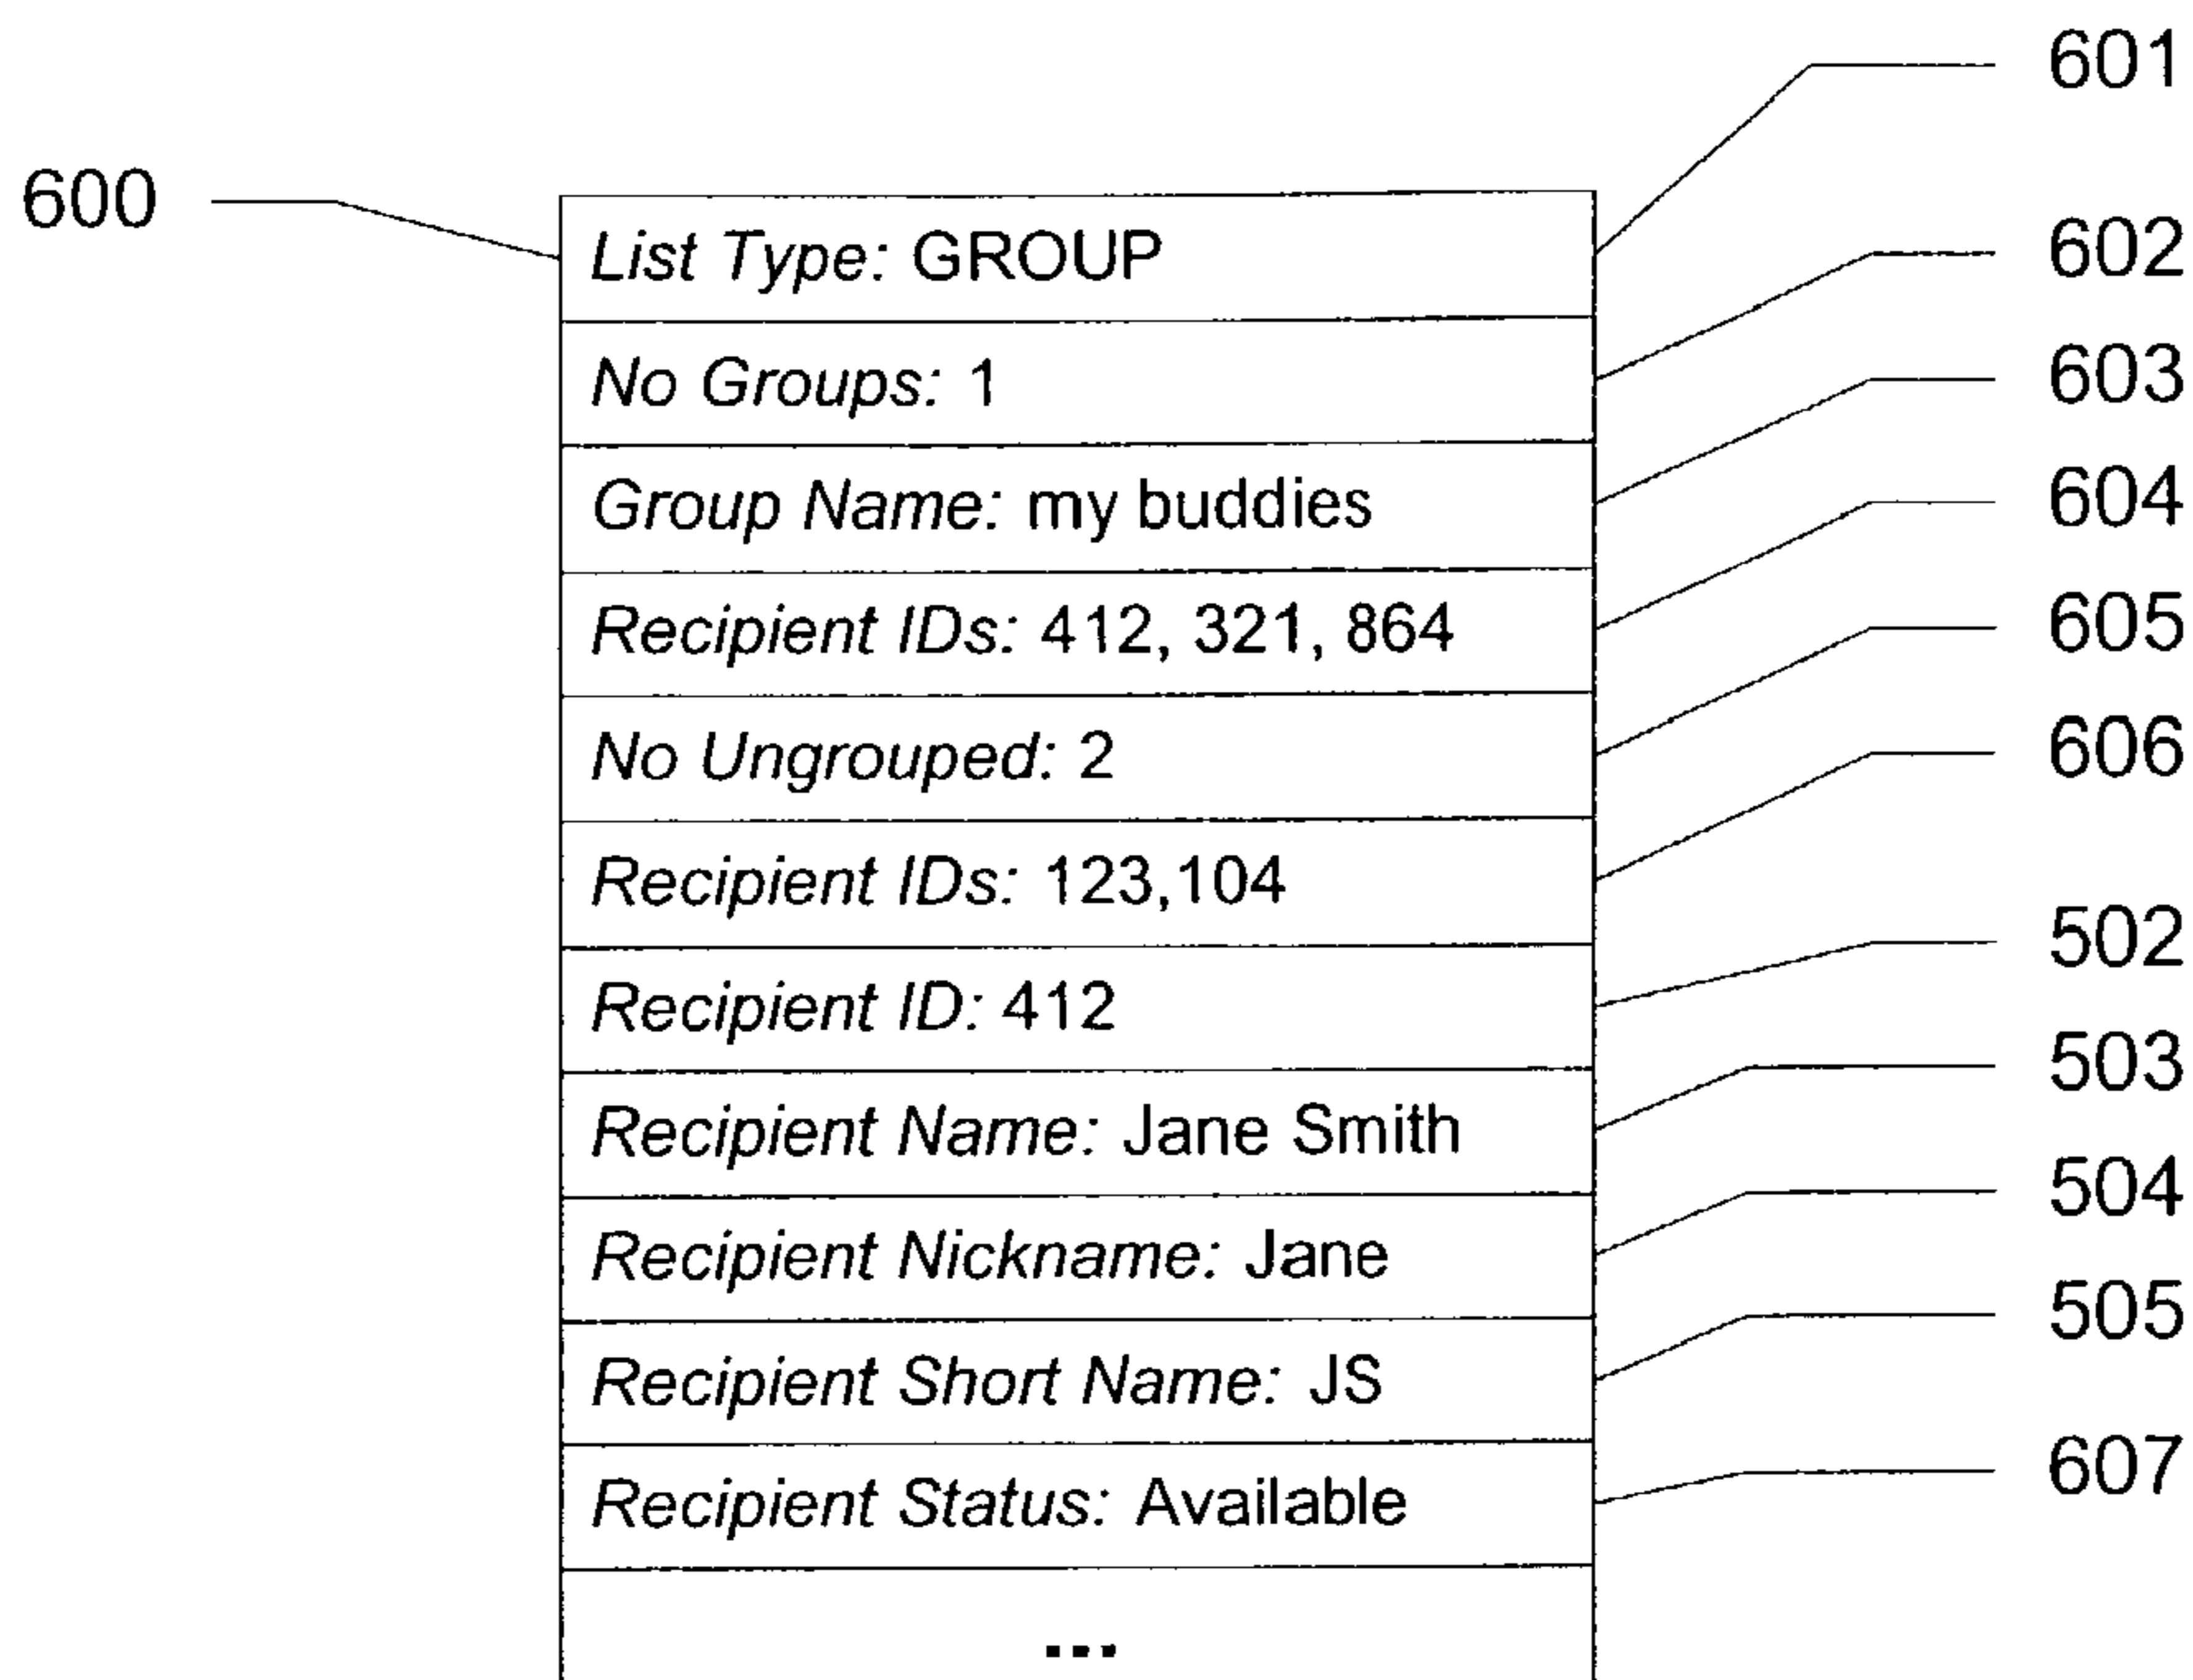 601
600
List Type: GROUP
602
No Groups: 1
603
Group Name: my buddies
604
Recipient IDs: 412, 321, 864
605
No Ungrouped: 2
606
Recipient IDs: 123,104
502
Recipient ID: 412
503
Recipient Name: Jane Smith
504
Recipient Nickname: Jane
505
Recipient Short Name: JS
607
Recipient Status: Available
...